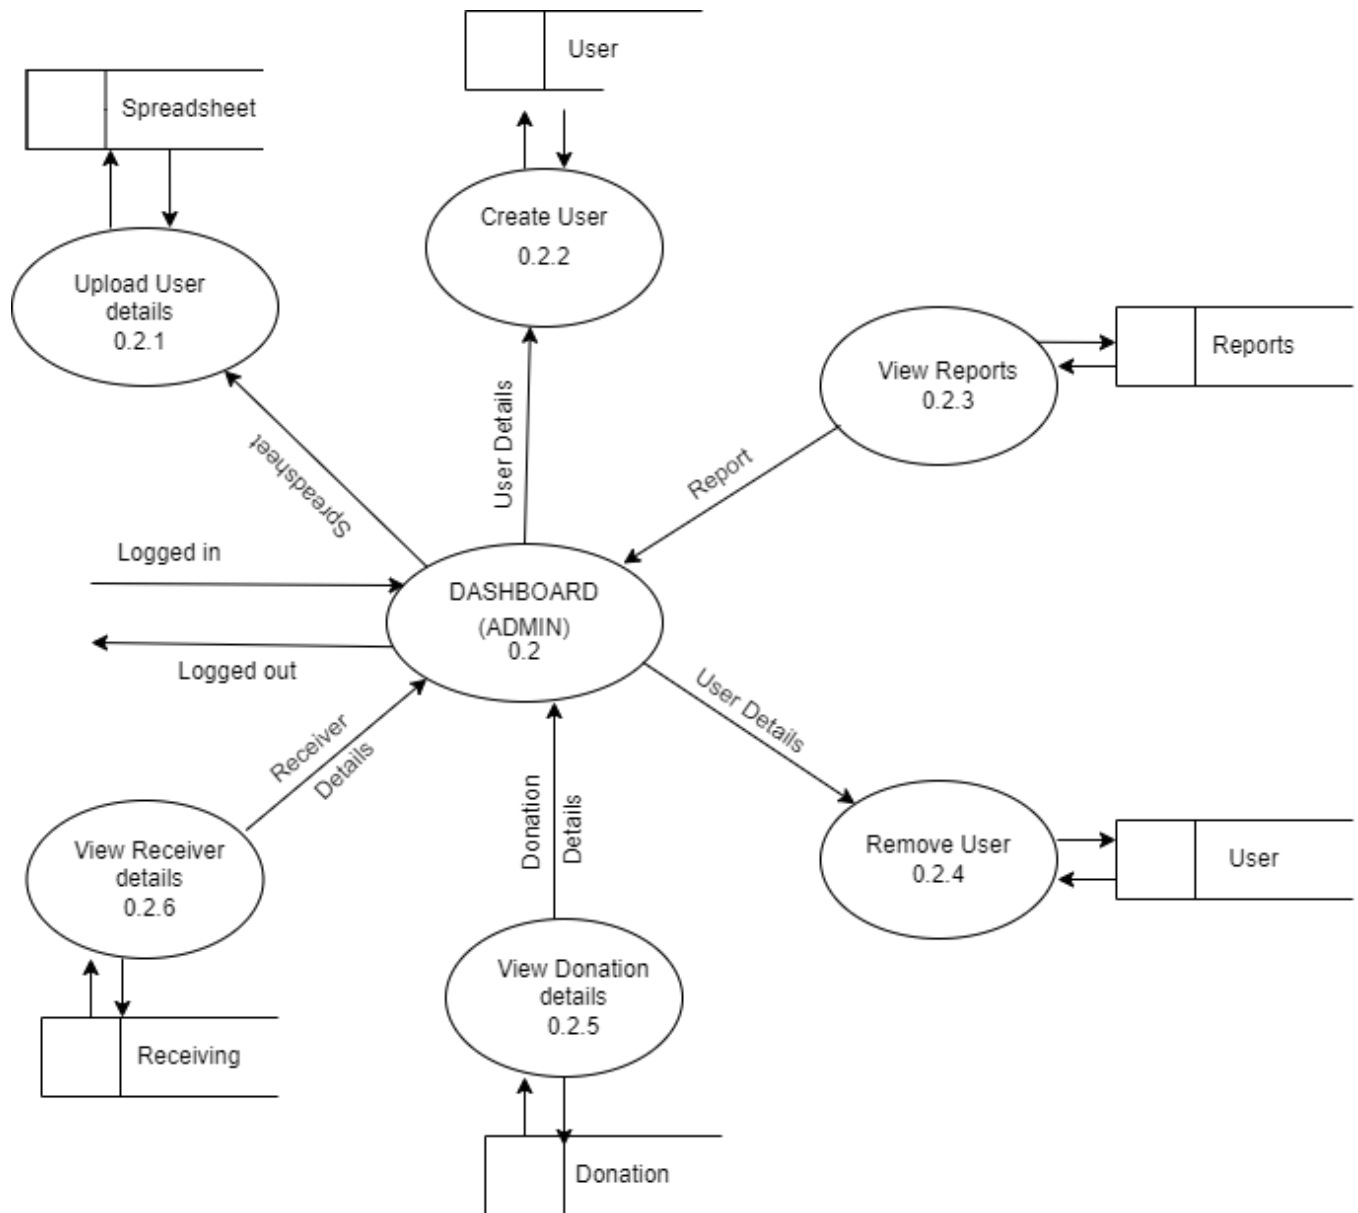 User
Spreadsheet
Create User
0.2.2
Upload User
details
0.2.1
Reports
View Reports
0.2.3
Spreadsheet
User Details
Report
Logged in
DASHBOARD
(ADMIN)
0.2
Logged out
User Details
Receiver
Details
Donation
Details
View Receiver
details
0.2.6
Remove User
0.2.4
User
View Donation
details
0.2.5
Receiving
Donation